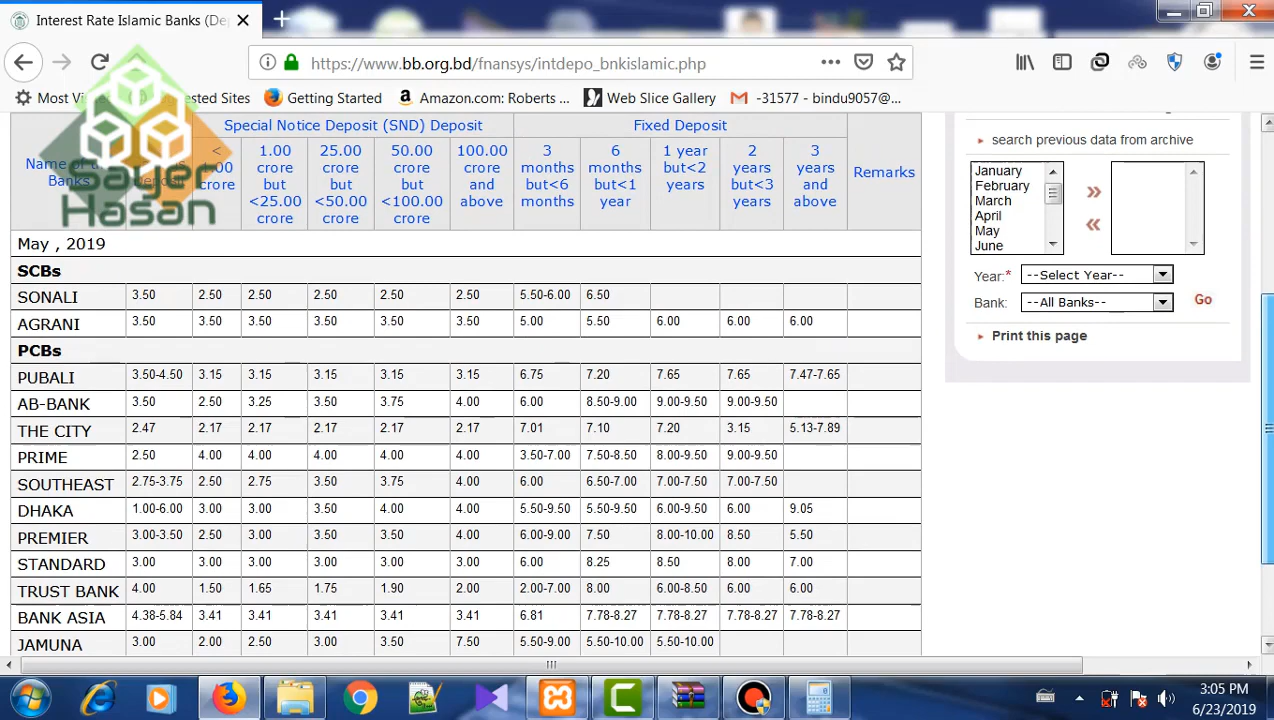 Interest Rate Islamic Banks (De
https://www.bb.org.bd/fnansys/intdepo_bnkislamic.php
Most Vi
ested Sites
Getting Started
Amazon.com: Roberts ...
Web Slice Gallery
-31577 - bindu9057@...
Sayer
Hasan
Special Notice Deposit (SND) Deposit Fixed Deposit
Name of
Banks
< 1.00 crore
1.00 crore but <25.00 crore
25.00 crore but <50.00 crore
50.00 crore but <100.00 crore
100.00 crore and above
3 months but<6 months
6 months but<1 year
1 year but<2 years
2 years but<3 years
3 years and above
Remarks
May , 2019
SCBs
SONALI 3.50 2.50 2.50 2.50 2.50 2.50 5.50-6.00 6.50
AGRANI 3.50 3.50 3.50 3.50 3.50 3.50 5.00 5.50 6.00 6.00 6.00
PCBs
PUBALI 3.50-4.50 3.15 3.15 3.15 3.15 3.15 6.75 7.20 7.65 7.65 7.47-7.65
AB-BANK 3.50 2.50 3.25 3.50 3.75 4.00 6.00 8.50-9.00 9.00-9.50 9.00-9.50
THE CITY 2.47 2.17 2.17 2.17 2.17 2.17 7.01 7.10 7.20 3.15 5.13-7.89
PRIME 2.50 4.00 4.00 4.00 4.00 4.00 3.50-7.00 7.50-8.50 8.00-9.50 9.00-9.50
SOUTHEAST 2.75-3.75 2.50 2.75 3.50 3.75 4.00 6.00 6.50-7.00 7.00-7.50 7.00-7.50
DHAKA 1.00-6.00 3.00 3.00 3.50 4.00 4.00 5.50-9.50 5.50-9.50 6.00-9.50 6.00 9.05
PREMIER 3.00-3.50 2.50 3.00 3.50 3.50 4.00 6.00-9.00 7.50 8.00-10.00 8.50 5.50
STANDARD 3.00 3.00 3.00 3.00 3.00 3.00 6.00 8.25 8.50 8.00 7.00
TRUST BANK 4.00 1.50 1.65 1.75 1.90 2.00 2.00-7.00 8.00 6.00-8.50 6.00 6.00
BANK ASIA 4.38-5.84 3.41 3.41 3.41 3.41 3.41 6.81 7.78-8.27 7.78-8.27 7.78-8.27 7.78-8.27
JAMUNA 3.00 2.00 2.50 3.00 3.50 7.50 5.50-9.00 5.50-10.00 5.50-10.00
search previous data from archive
January
February
March
April
May
June
Year:* --Select Year--
Bank: --All Banks-- Go
Print this page
3:05 PM
6/23/2019